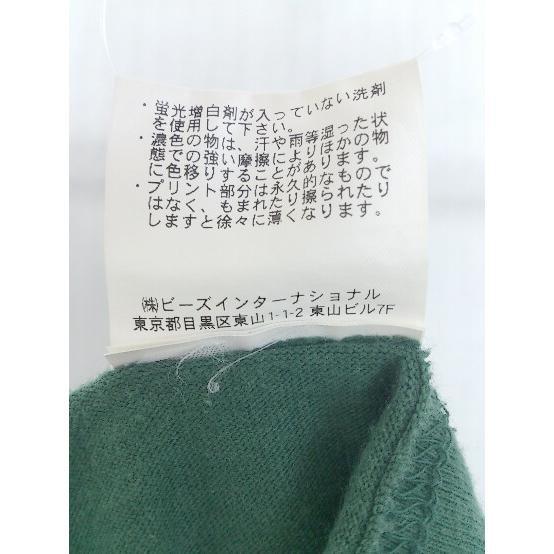 ・蛍光増白剤が入っていない洗剤
を使用して下さい。
・濃色の物は、汗や雨等湿った状
態での強い摩擦によりほかの物
に色移りすることがあります。
・プリント部分は永久的なもので
はなく、もまれたり擦られたり
しますと徐々に薄くなります。
㈱ビーズインターナショナル
東京都目黒区東山1-1-2 東山ビル7F